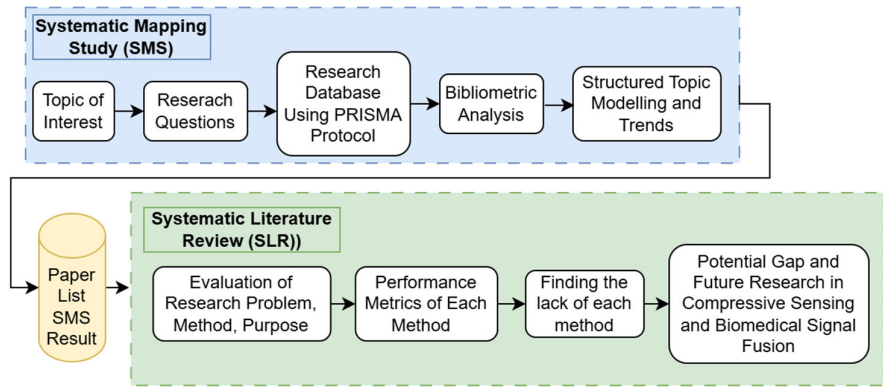 Systematic Mapping
Study (SMS)
Topic of
Interest
Reserach
Questions
Research
Database
Using PRISMA
Protocol
Bibliometric
Analysis
Structured Topic
Modelling and
Trends
Paper
List
SMS
Result
Systematic Literature
Review (SLR))
Evaluation of
Research Problem,
Method, Purpose
Performance
Metrics of Each
Method
Finding the
lack of each
method
Potential Gap and
Future Research in
Compressive Sensing
and Biomedical Signal
Fusion